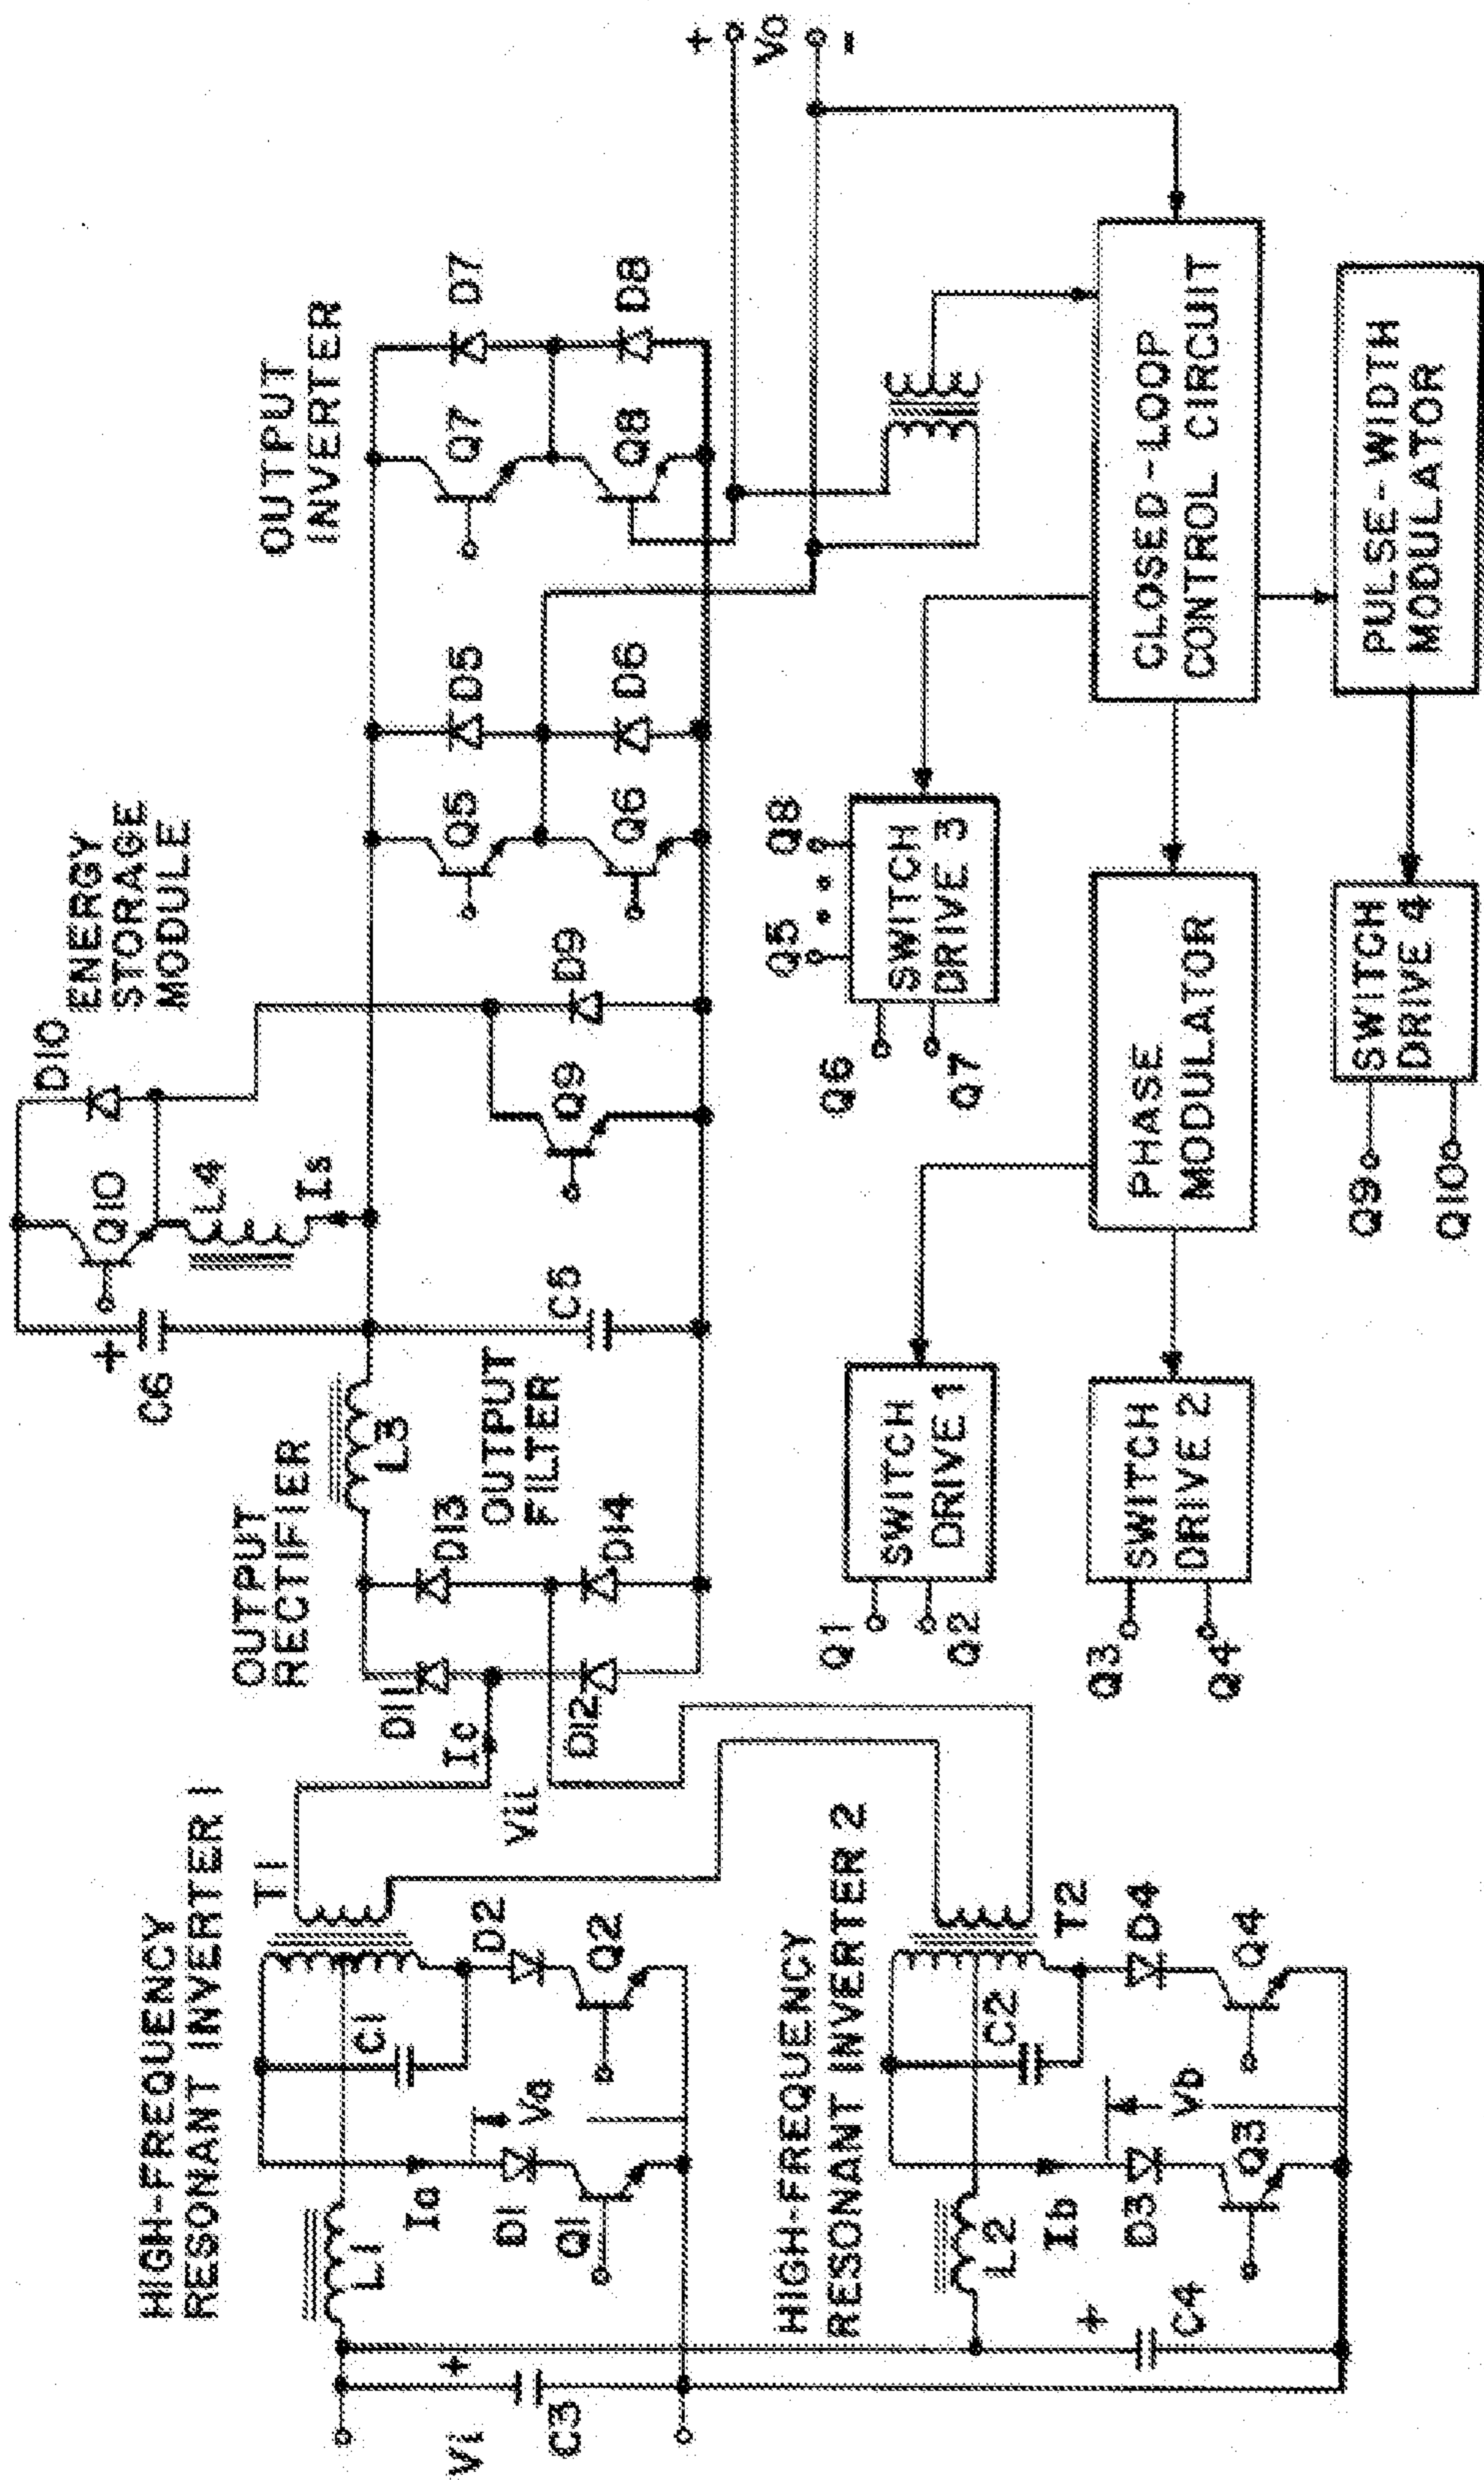 HIGH-FREQUENCY
RESONANT INVERTER 1
T1
L1
C1
Ia
Va
D1
D2
Q1
Q2
Vi
+
C3
HIGH-FREQUENCY
RESONANT INVERTER 2
T2
L2
C2
Ib
Vb
D3
D4
Q3
Q4
+
C4
OUTPUT
RECTIFIER
D11
D13
Ic
Vii
D12
D14
L3
OUTPUT
FILTER
C5
+
C6
ENERGY
STORAGE
MODULE
D10
Q10
L4
Is
Q9
D9
OUTPUT
INVERTER
Q5
D5
Q6
D6
Q7
D7
Q8
D8
+
Vo
-
Q1
Q2
SWITCH
DRIVE 1
Q3
Q4
SWITCH
DRIVE 2
PHASE
MODULATOR
Q5
Q8
Q6
Q7
SWITCH
DRIVE 3
CLOSED-LOOP
CONTROL CIRCUIT
Q9
Q10
SWITCH
DRIVE 4
PULSE-WIDTH
MODULATOR